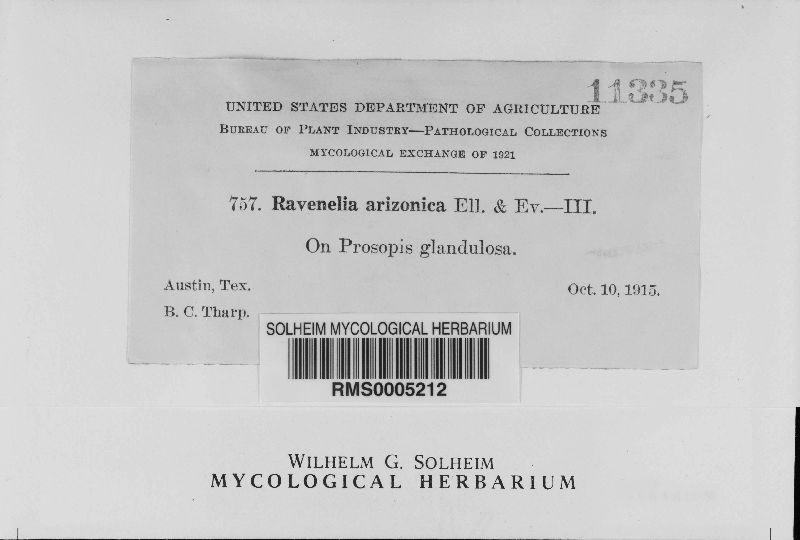 11335
UNITED STATES DEPARTMENT OF AGRICULTURE
BUREAU OF PLANT INDUSTRY—PATHOLOGICAL COLLECTIONS
MYCOLOGICAL EXCHANGE OF 1921
757. Ravenelia arizonica Ell. & Ev.—III.
On Prosopis glandulosa.
Austin, Tex.
Oct. 10, 1915.
B. C. Tharp.
SOLHEIM MYCOLOGICAL HERBARIUM
RMS0005212
WILHELM G. SOLHEIM
MYCOLOGICAL HERBARIUM